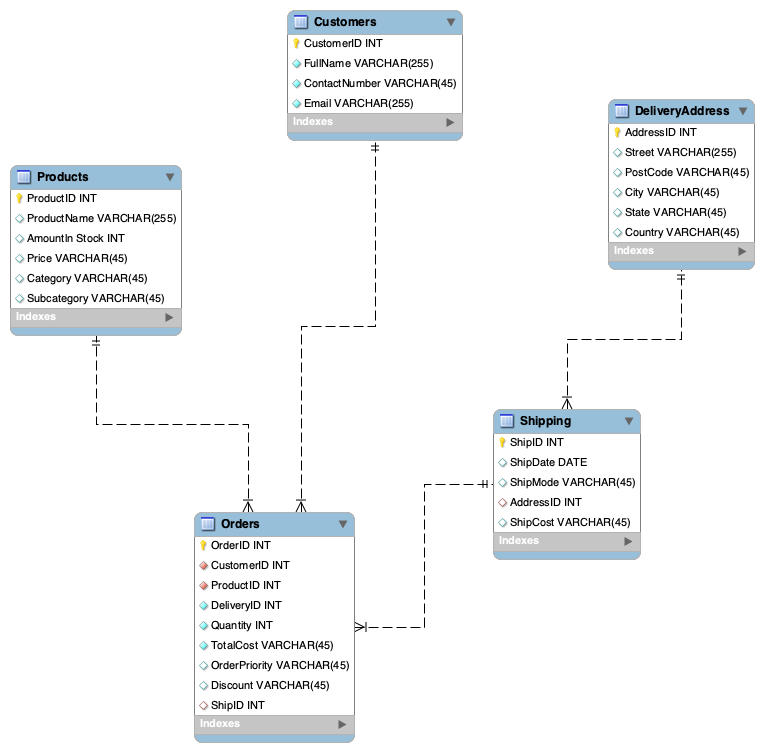 Customers
CustomerID INT
FullName VARCHAR(255)
ContactNumber VARCHAR(45)
Email VARCHAR(255)
Indexes
DeliveryAddress
AddressID INT
Street VARCHAR(255)
PostCode VARCHAR(45)
City VARCHAR(45)
State VARCHAR(45)
Country VARCHAR(45)
Indexes
Products
ProductID INT
ProductName VARCHAR(255)
AmountIn Stock INT
Price VARCHAR(45)
Category VARCHAR(45)
Subcategory VARCHAR(45)
Indexes
Shipping
ShipID INT
ShipDate DATE
ShipMode VARCHAR(45)
AddressID INT
ShipCost VARCHAR(45)
Indexes
Orders
OrderID INT
CustomerID INT
ProductID INT
DeliveryID INT
Quantity INT
TotalCost VARCHAR(45)
OrderPriority VARCHAR(45)
Discount VARCHAR(45)
ShipID INT
Indexes